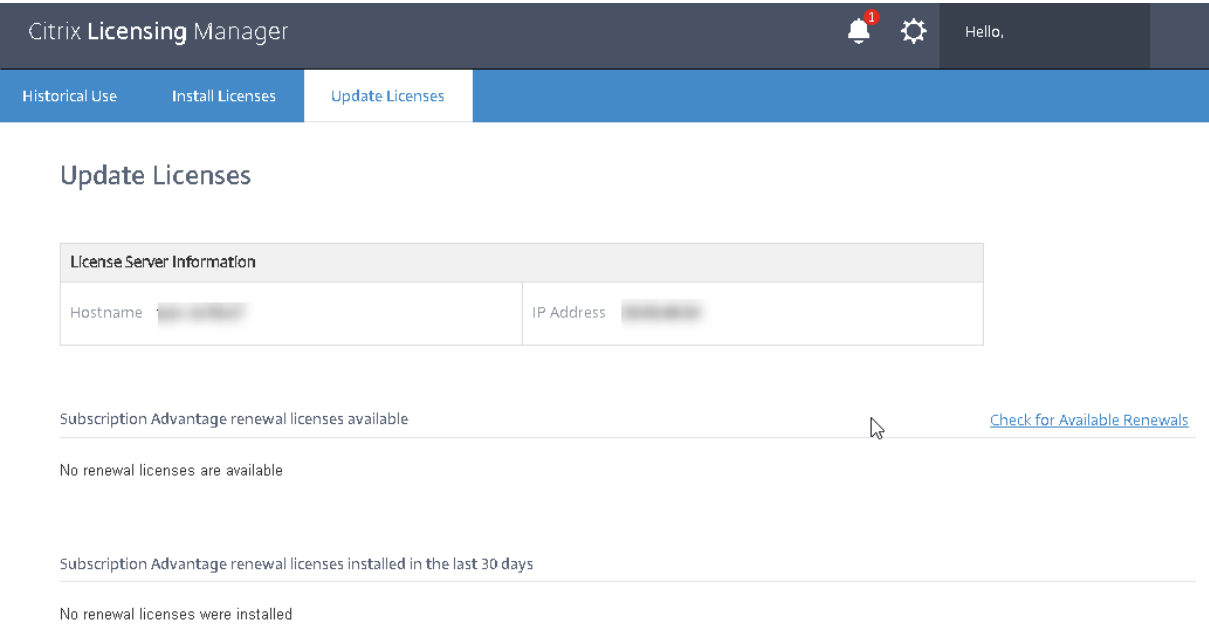 Citrix Licensing Manager
1
Hello,
Historical Use Install Licenses Update Licenses
Update Licenses
License Server Information
Hostname IP Address
Subscription Advantage renewal licenses available Check for Available Renewals
No renewal licenses are available
Subscription Advantage renewal licenses installed in the last 30 days
No renewal licenses were installed